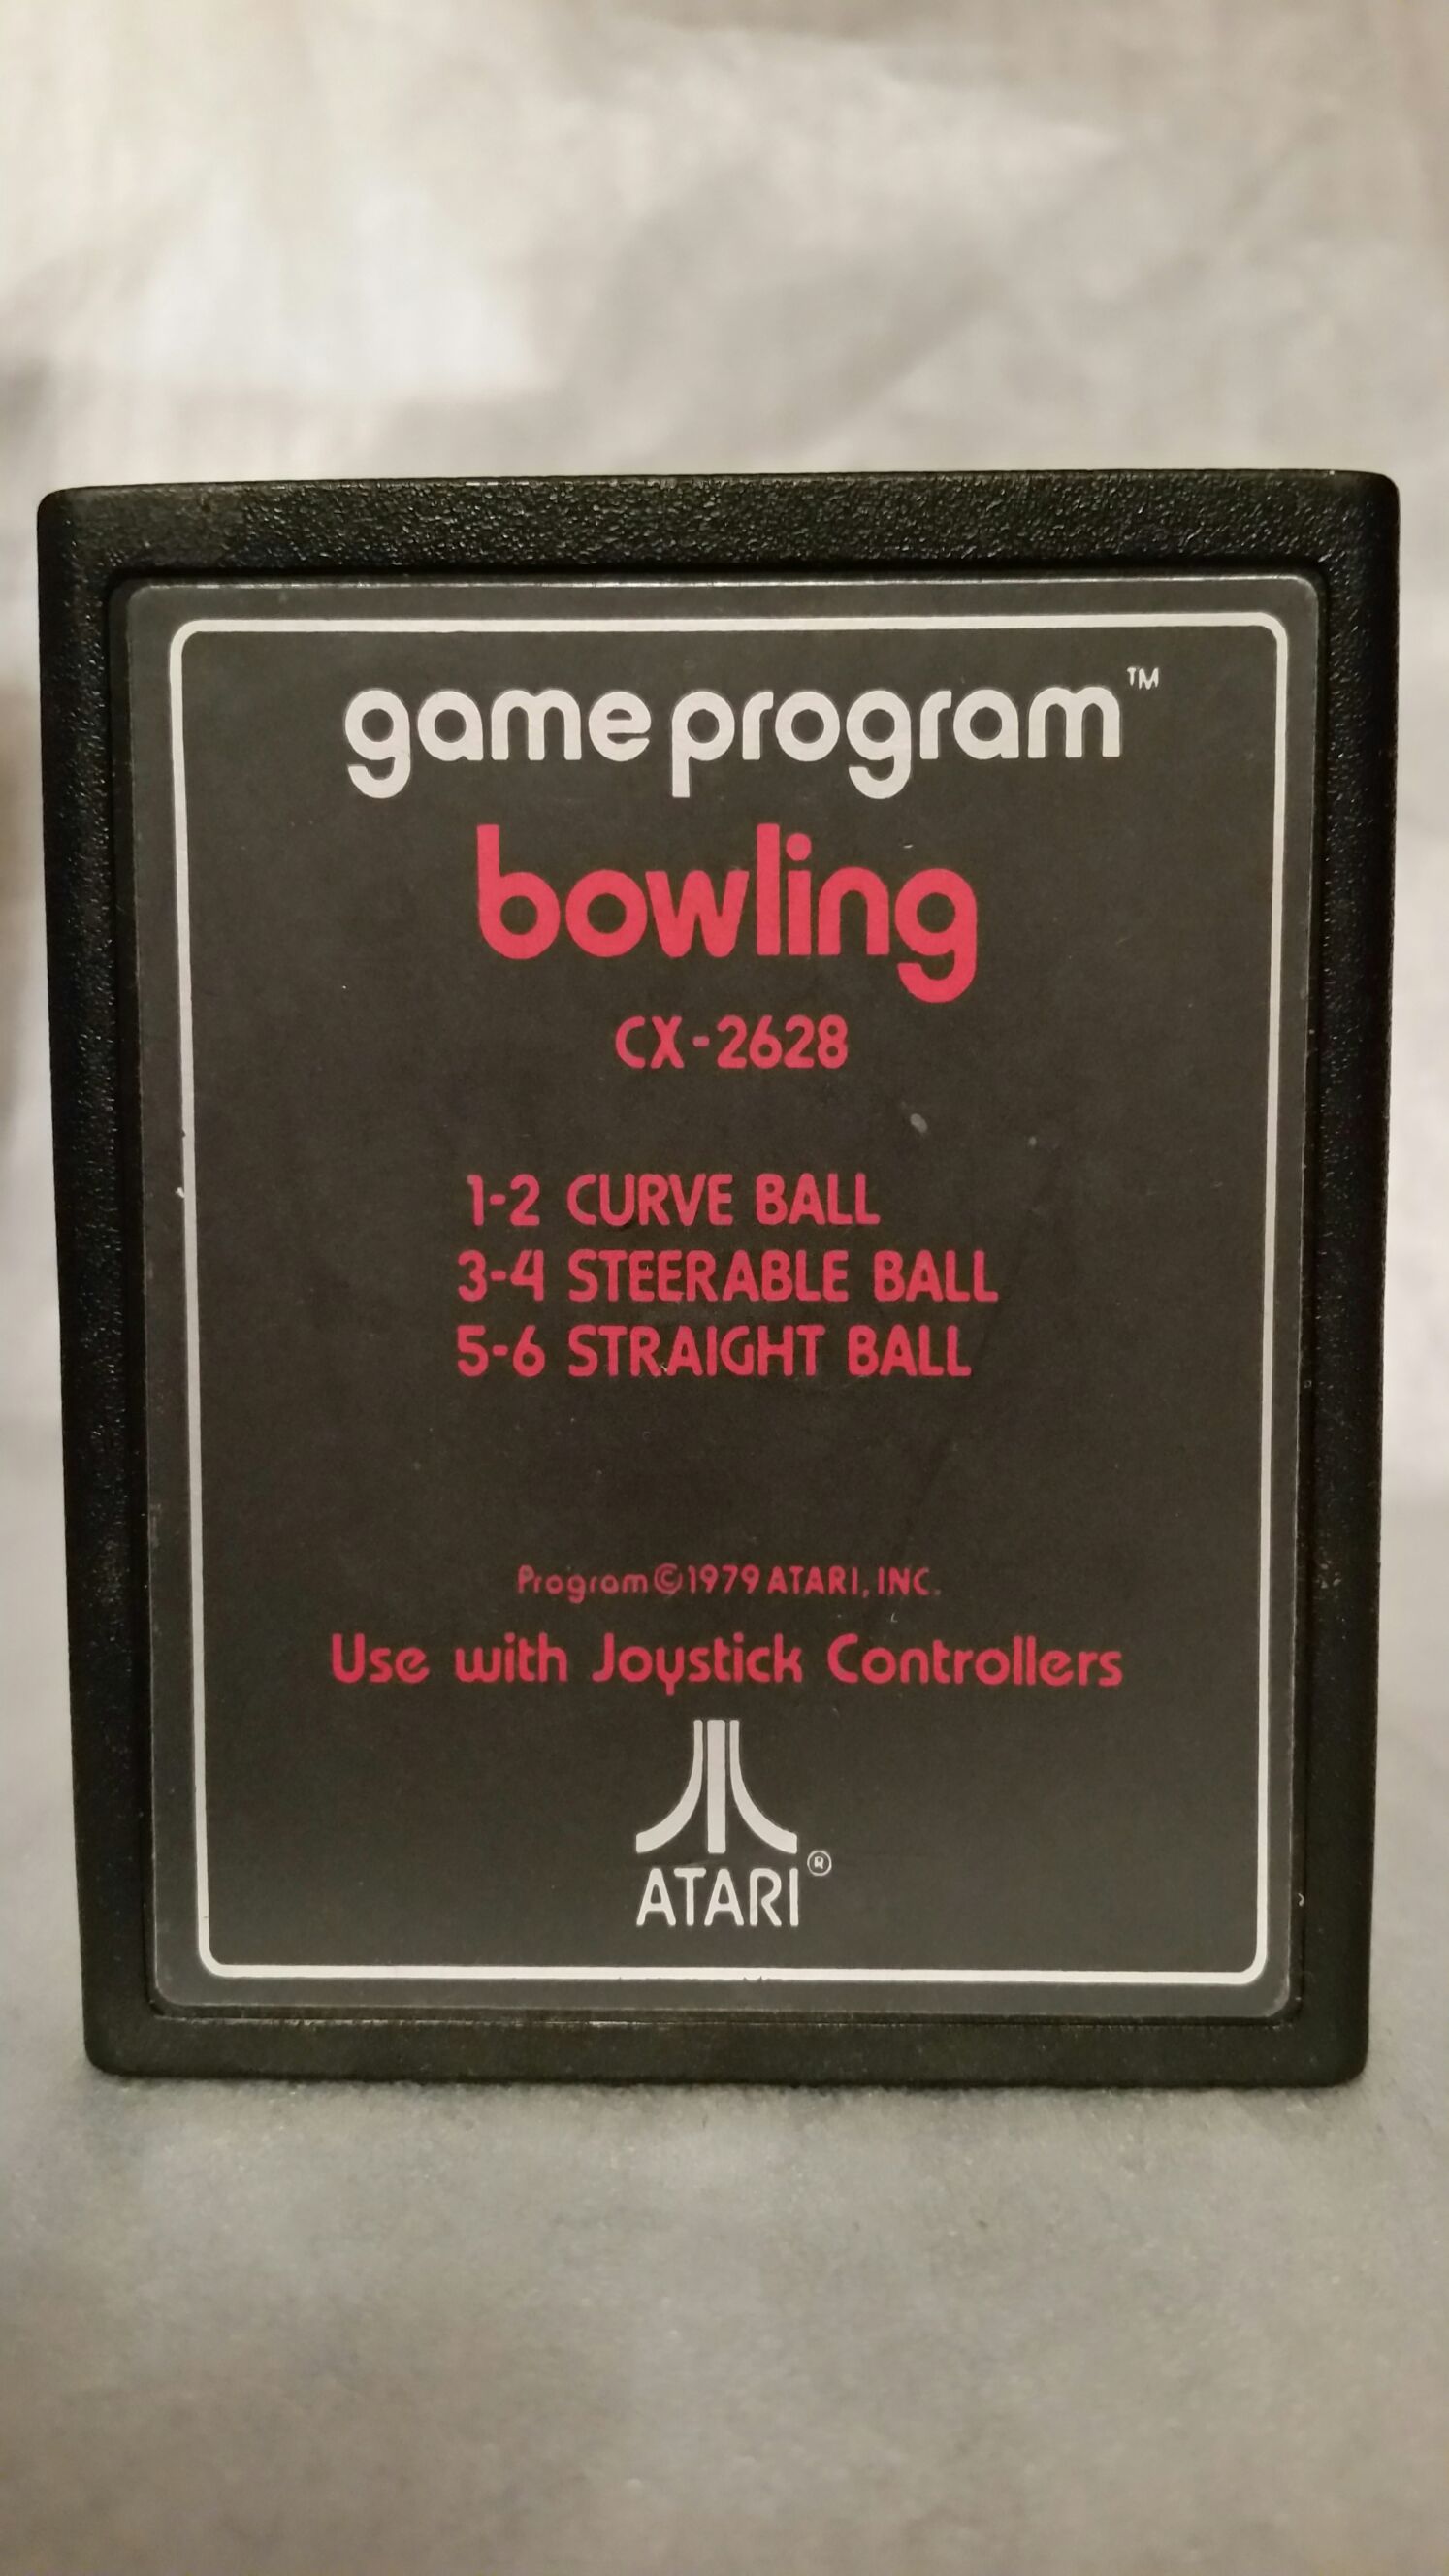 game program™
bowling
CX-2628
1-2 CURVE BALL
3-4 STEERABLE BALL
5-6 STRAIGHT BALL
Program©1979 ATARI, INC.
Use with Joystick Controllers
ATARI®